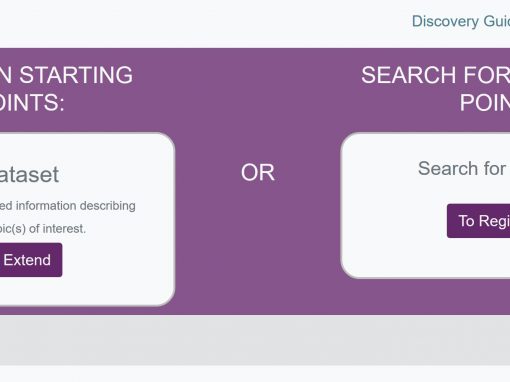 Discovery Guid
N STARTING
OINTS:
ataset
ed information describing
pic(s) of interest.
Extend
OR
SEARCH FOR
POIN
Search for
To Regi